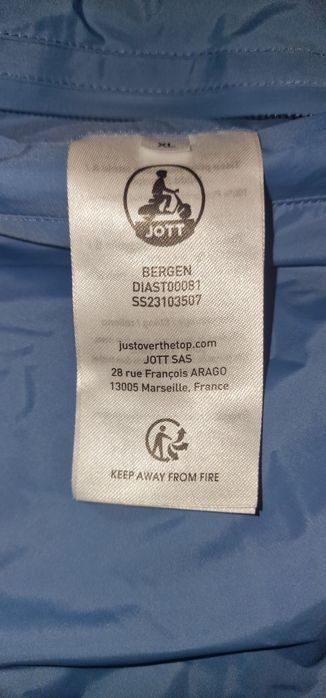 XL
JOTT
BERGEN
DIAST00081
SS23103507
justoverthetop.com
JOTT SAS
28 rue François ARAGO
13005 Marseille, France
KEEP AWAY FROM FIRE